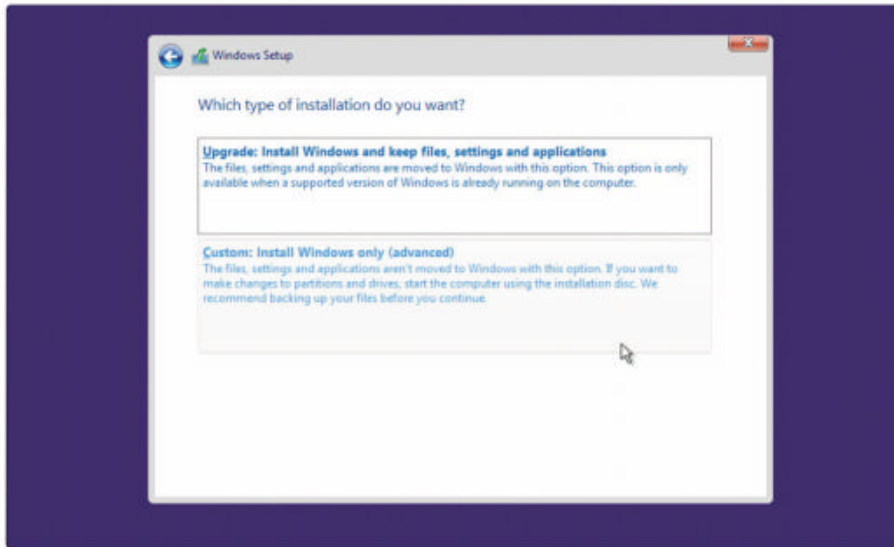 Windows Setup
Which type of installation do you want?
Upgrade: Install Windows and keep files, settings and applications
The files, settings and applications are moved to Windows with this option. This option is only
available when a supported version of Windows is already running on the computer.
Custom: Install Windows only (advanced)
The files, settings and applications aren't moved to Windows with this option. If you want to
make changes to partitions and drives, start the computer using the installation disc. We
recommend backing up your files before you continue.